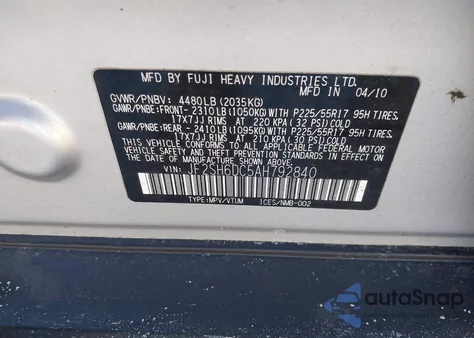 MFD BY FUJI HEAVY INDUSTRIES LTD.
GVWR/PNBV: 4480LB (2035KG) MFD IN 04/10
GAWR/PNBE:FRONT- 2310LB (1050KG) WITH P225/55R17 95H TIRES
17X7JJ RIMS AT 220 KPA (32 PSI) COLD
GAWR/PNBE:REAR - 2410LB (1095KG) WITH P225/55R17 95H TIRES
17X7JJ RIMS AT 210 KPA (30 PSI) COLD
THIS VEHICLE CONFORMS TO ALL APPLICABLE FEDERAL MOTOR
VEHICLE SAFETY STANDARDS IN EFFECT ON THE
DATE OF MANUFACTURE SHOWN ABOVE
VIN: JF2SH6DC5AH792840
TYPE:MPV/VTUM ICES/NMB-002
autoSnap